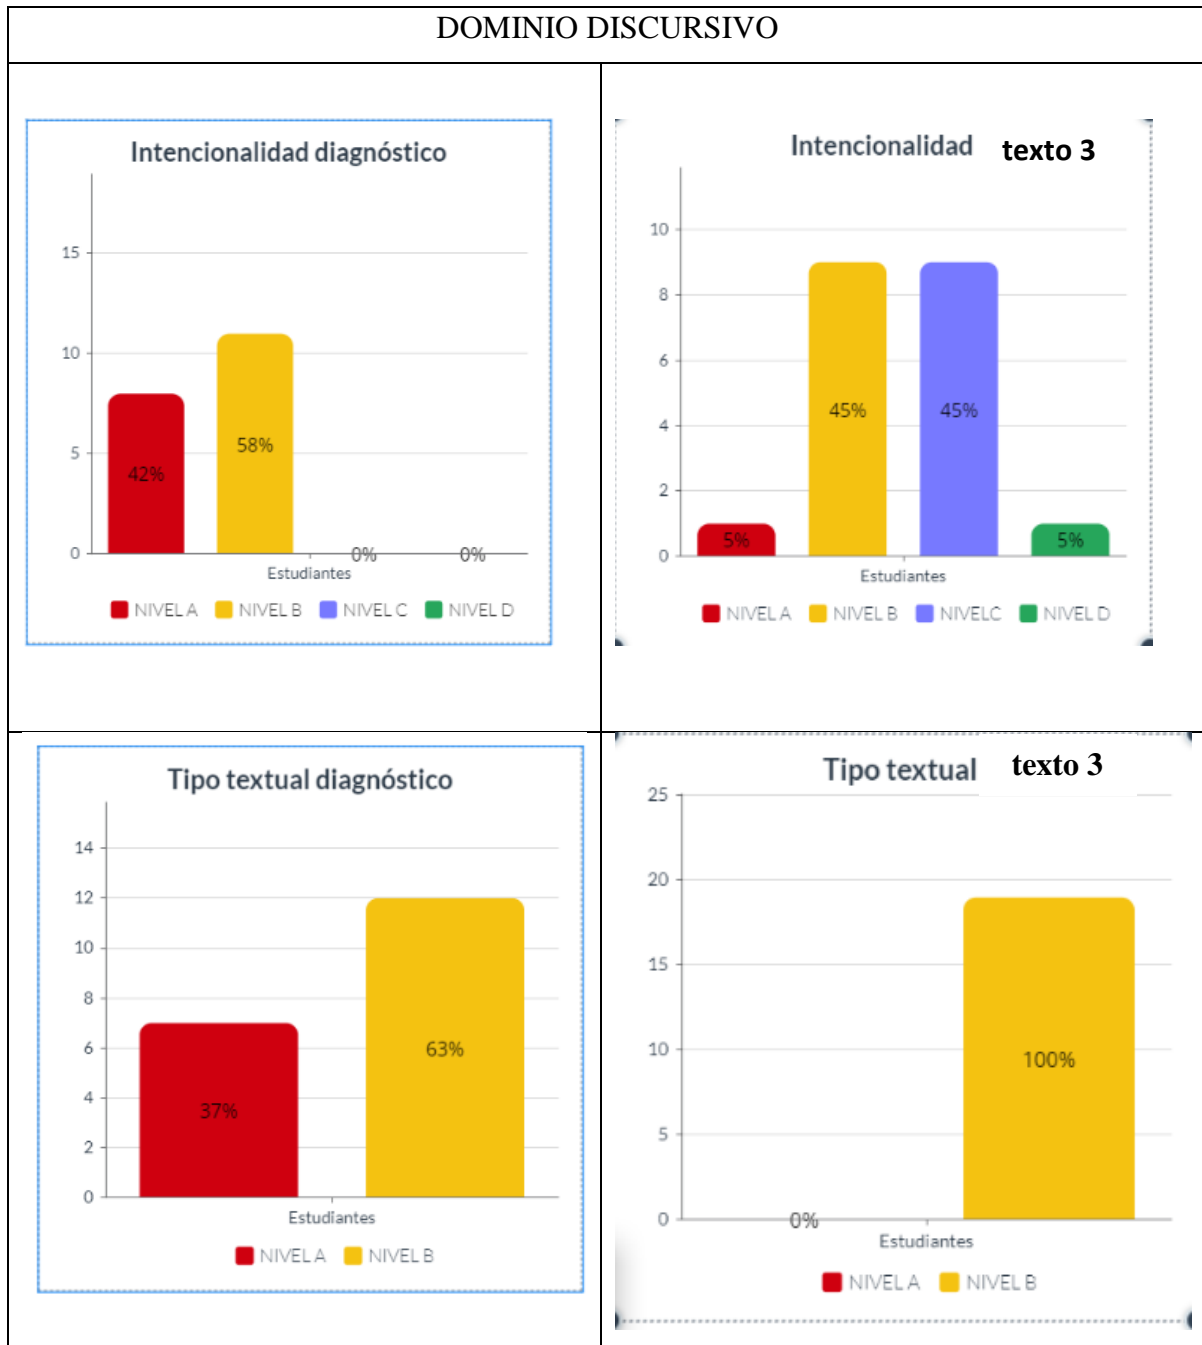 DOMINIO DISCURSIVO
Intencionalidad diagnóstico
15
10
5
0
42%
58%
0%
0%
Estudiantes
NIVEL A NIVEL B NIVEL C NIVEL D
Intencionalidad texto 3
10
8
6
4
2
0
5%
45%
45%
5%
Estudiantes
NIVEL A NIVEL B NIVELC NIVEL D
Tipo textual diagnóstico
14
12
10
8
6
4
2
0
37%
63%
Estudiantes
NIVEL A NIVEL B
Tipo textual texto 3
25
20
15
10
5
0
0%
100%
Estudiantes
NIVEL A NIVEL B